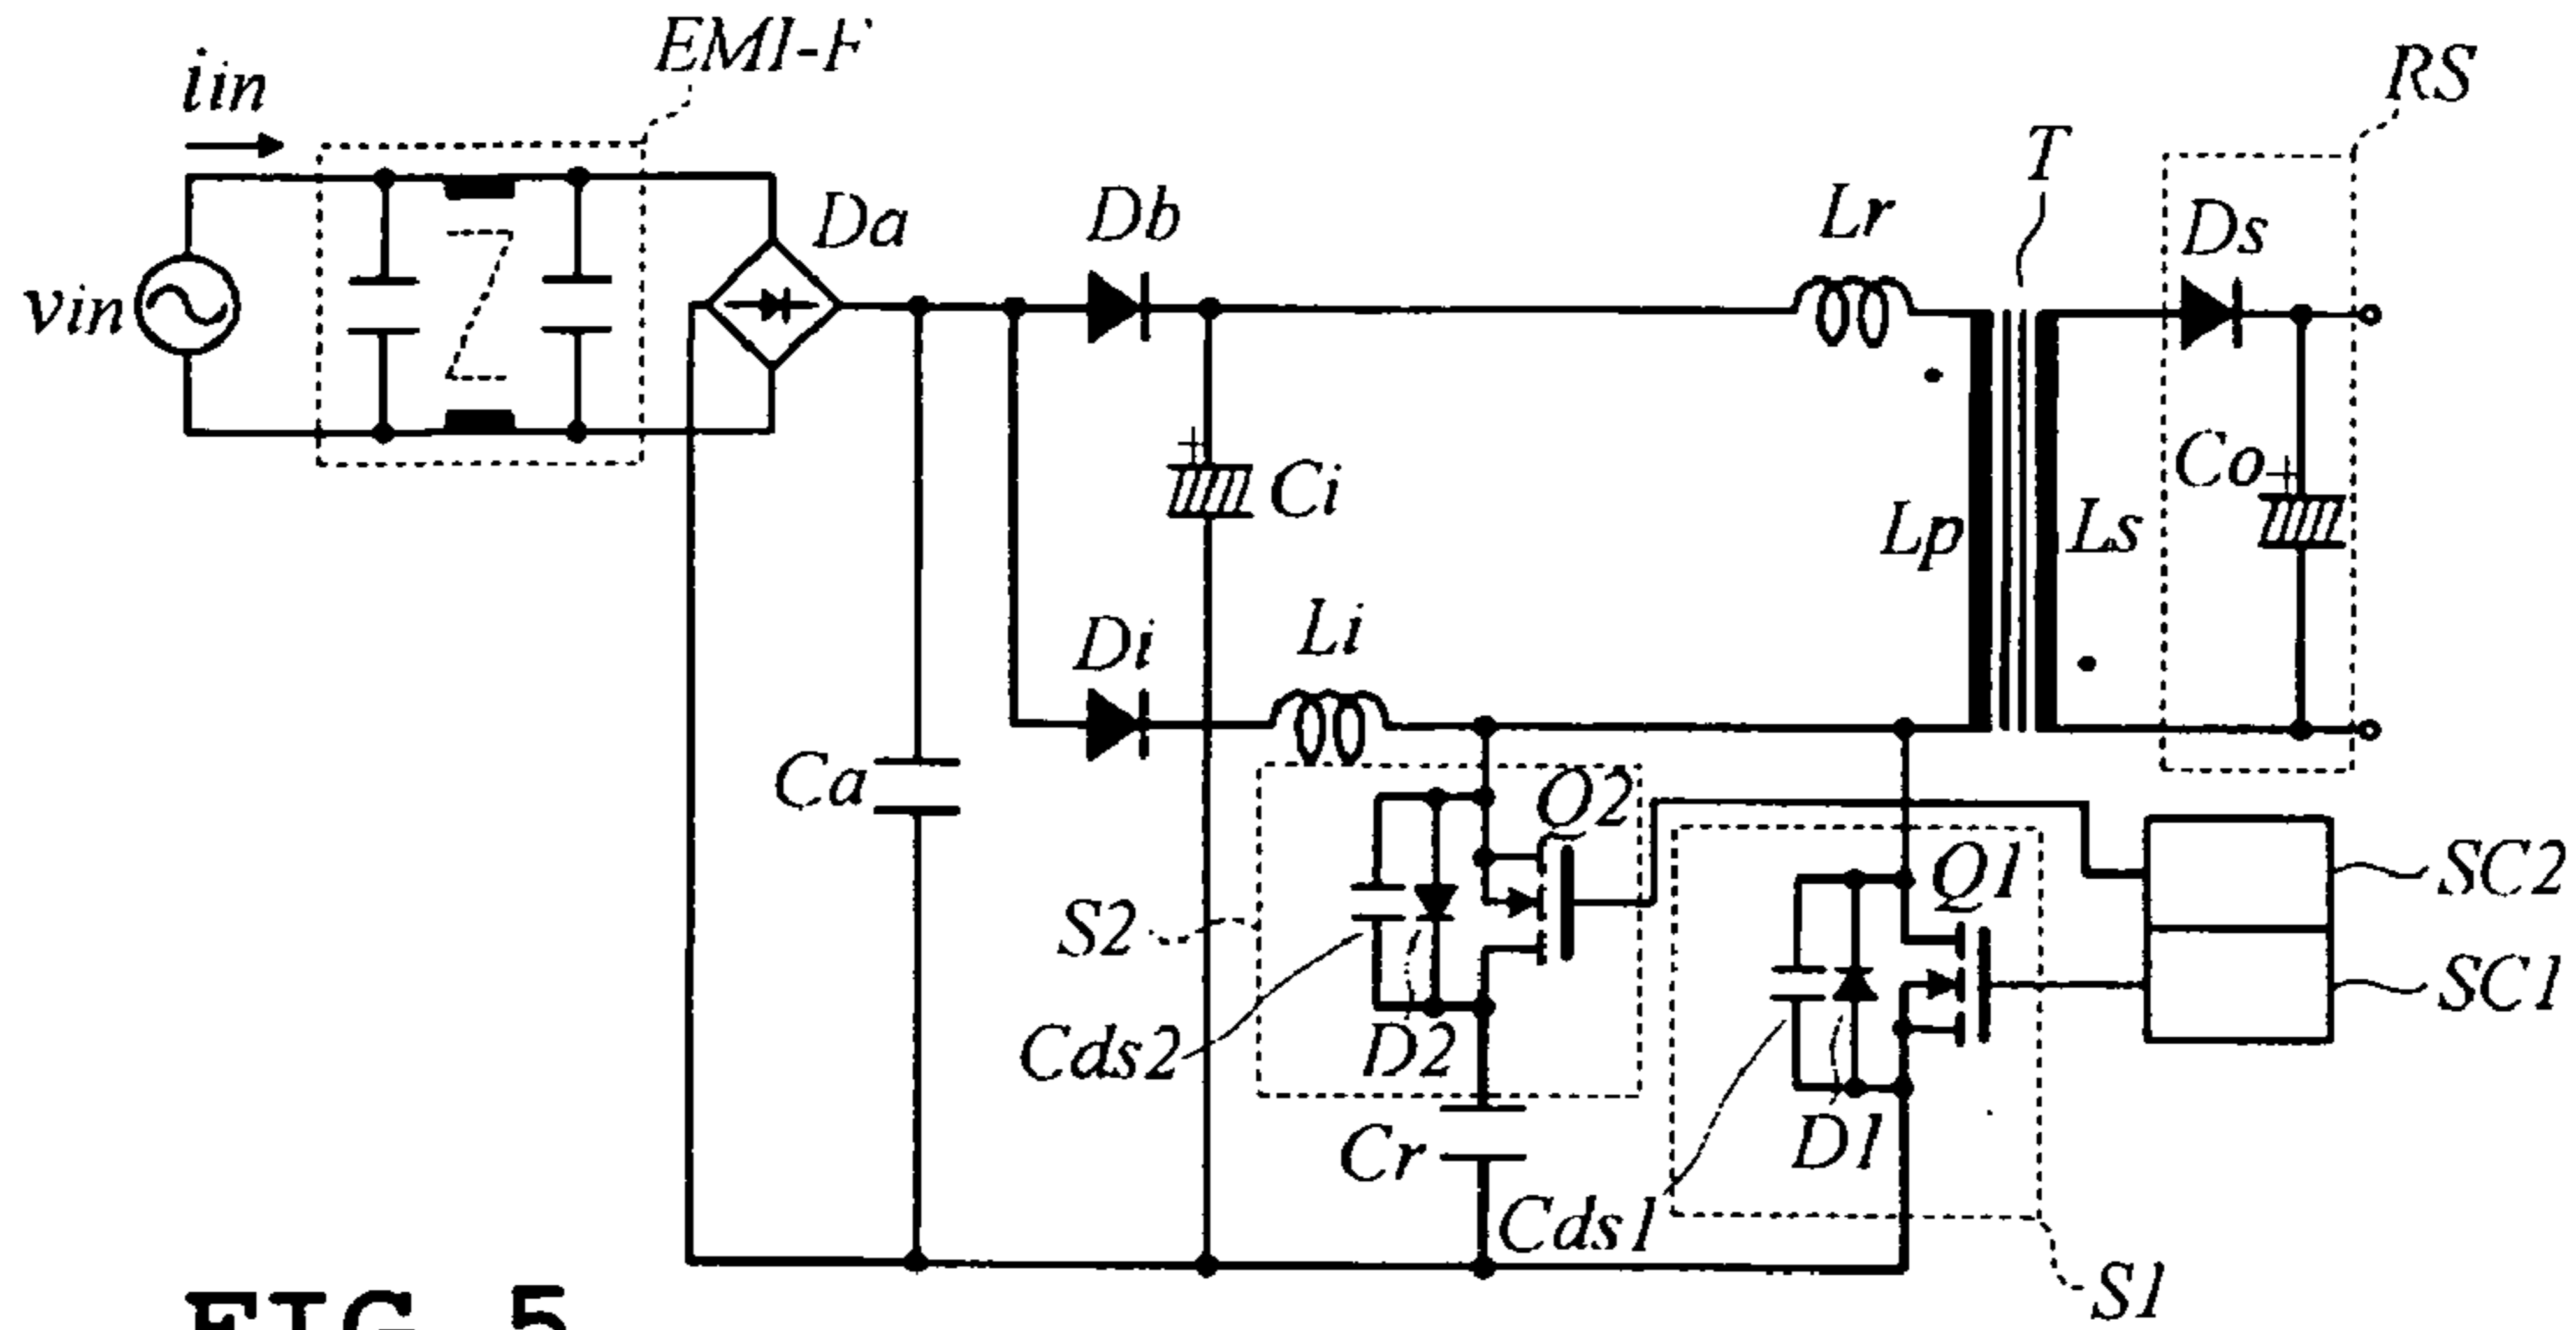 EMI-F
iin
RS
T
Da
Db
Lr
Ds
vin
Ci
Co
Lp
Ls
Di
Li
Ca
Q2
Q1
SC2
S2
SC1
Cds2
D2
D1
Cr
Cds1
S1
FIG. 5